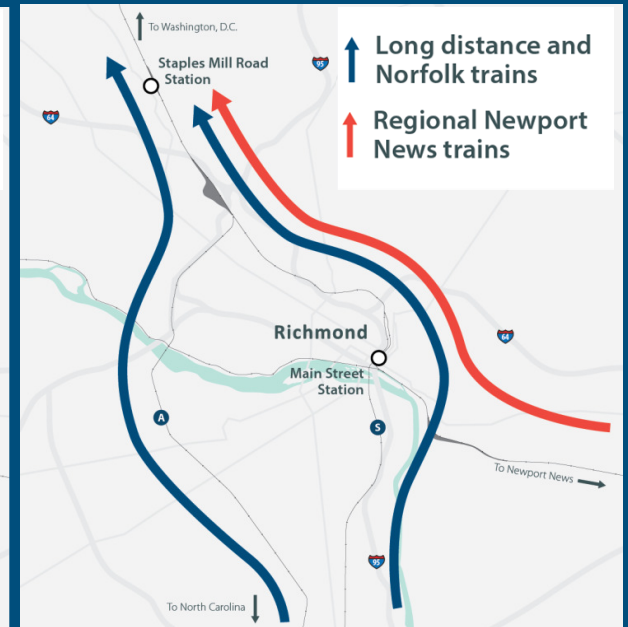 To Washington, D.C.
Staples Mill Road
Station
95
64
Long distance and
Norfolk trains
Regional Newport
News trains
Richmond
64
Main Street
Station
A
S
To Newport News
95
To North Carolina